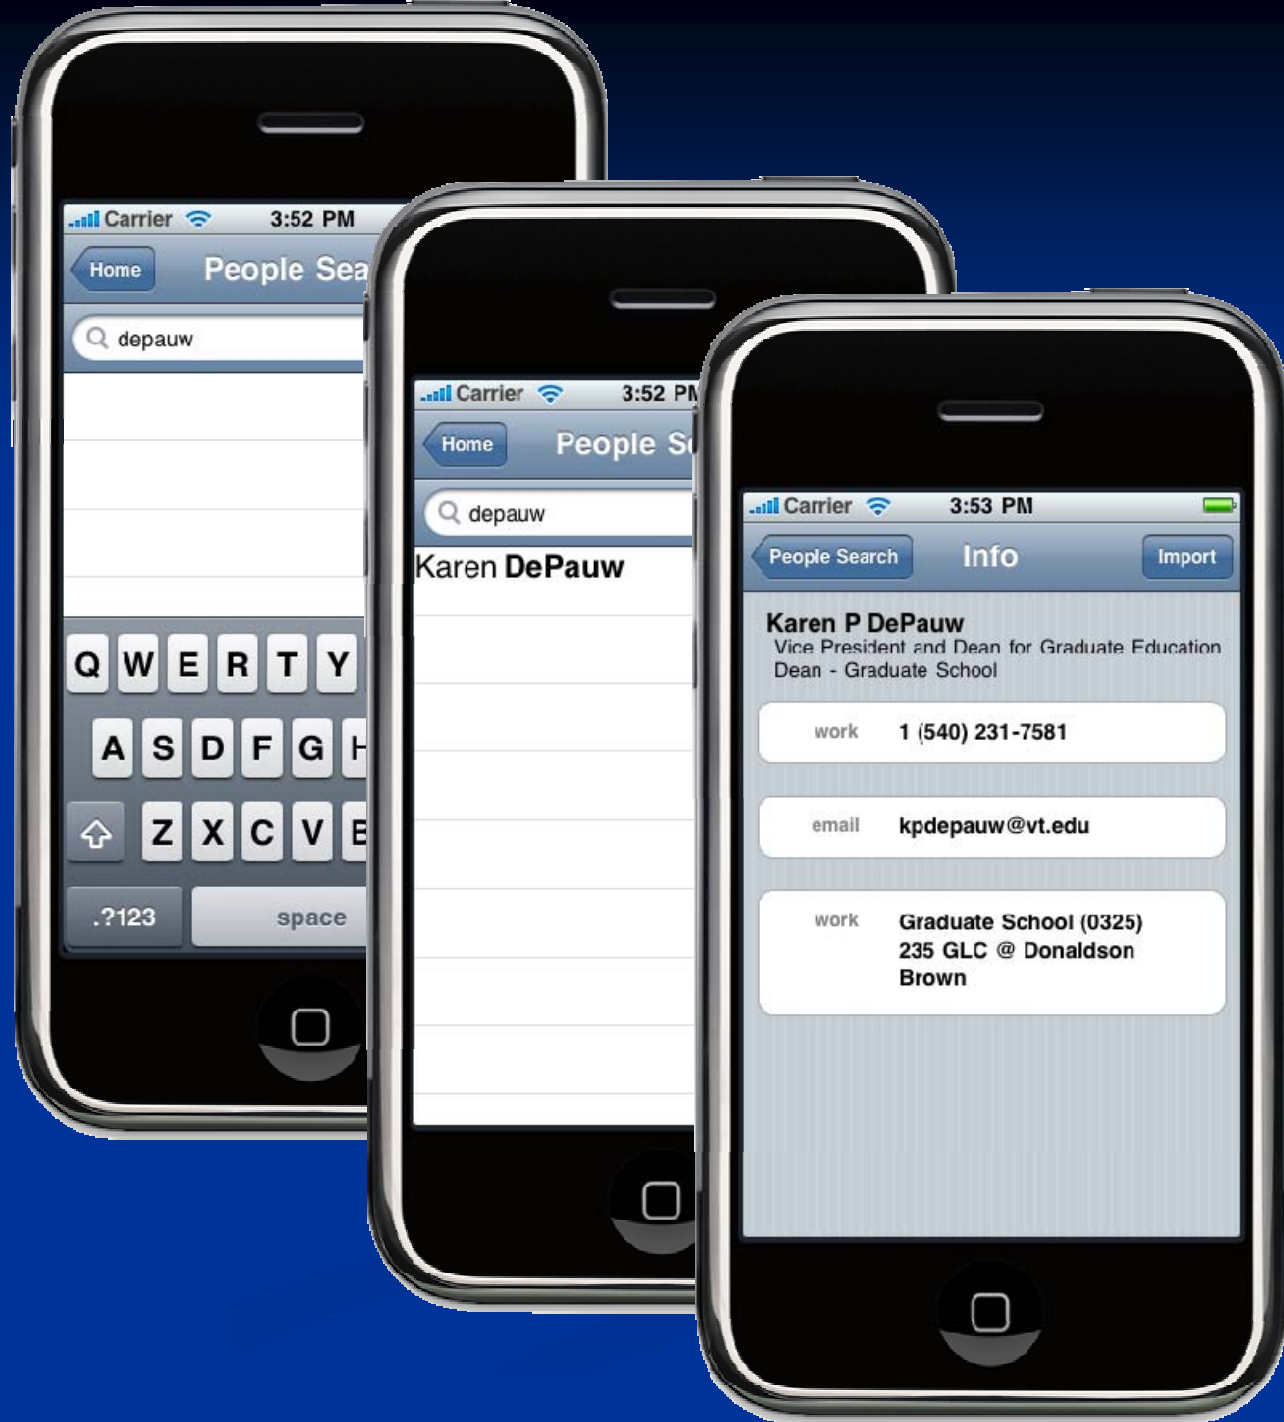 Carrier 3:52 PM
Home People Sea
depauw
Q W E R T Y
A S D F G H
Z X C V B
.?123 space
Carrier 3:52 PM
Home People S
depauw
Karen DePauw
Carrier 3:53 PM
People Search Info Import
Karen P DePauw
Vice President and Dean for Graduate Education
Dean - Graduate School
work 1 (540) 231-7581
email kpdepauw@vt.edu
work Graduate School (0325)
235 GLC @ Donaldson
Brown